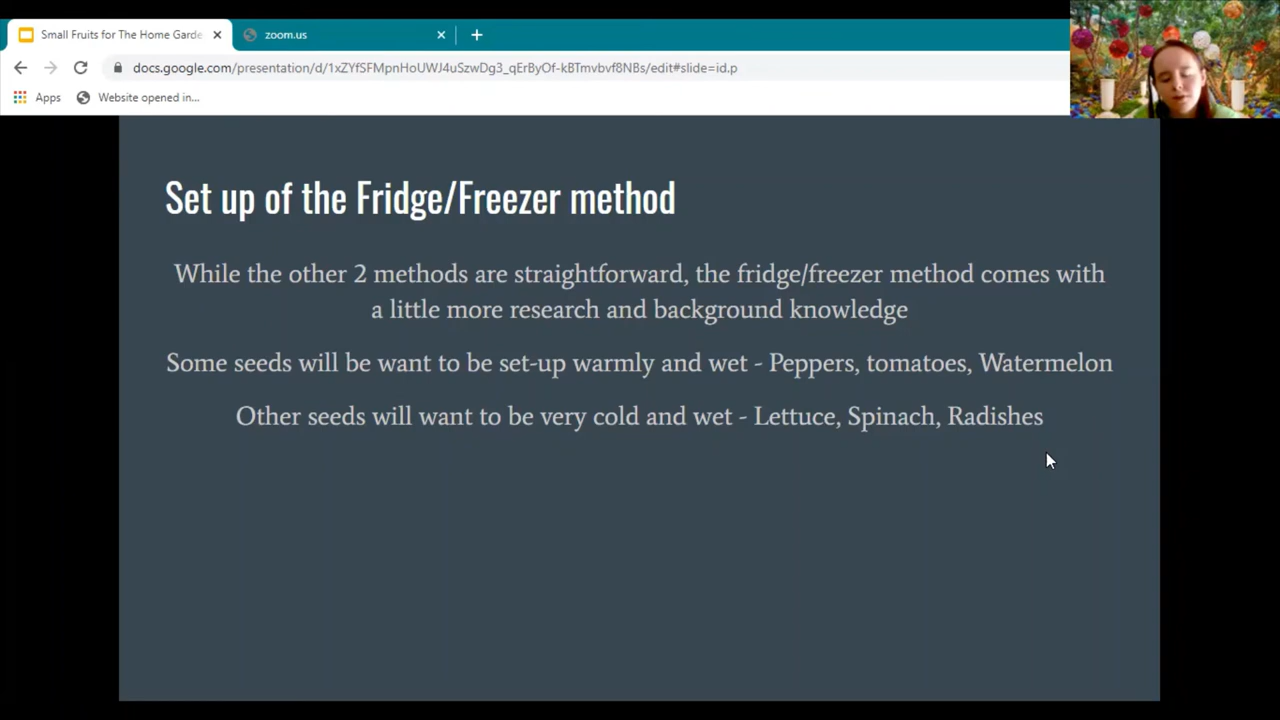 Small Fruits for The Home Garde
zoom.us
docs.google.com/presentation/d/1xZYfSFMpnHoUWJ4uSzwDg3_qErByOf-kBTmvbvf8NBs/edit#slide=id.p
Apps
Website opened in...
Set up of the Fridge/Freezer method
While the other 2 methods are straightforward, the fridge/freezer method comes with
a little more research and background knowledge
Some seeds will be want to be set-up warmly and wet - Peppers, tomatoes, Watermelon
Other seeds will want to be very cold and wet - Lettuce, Spinach, Radishes